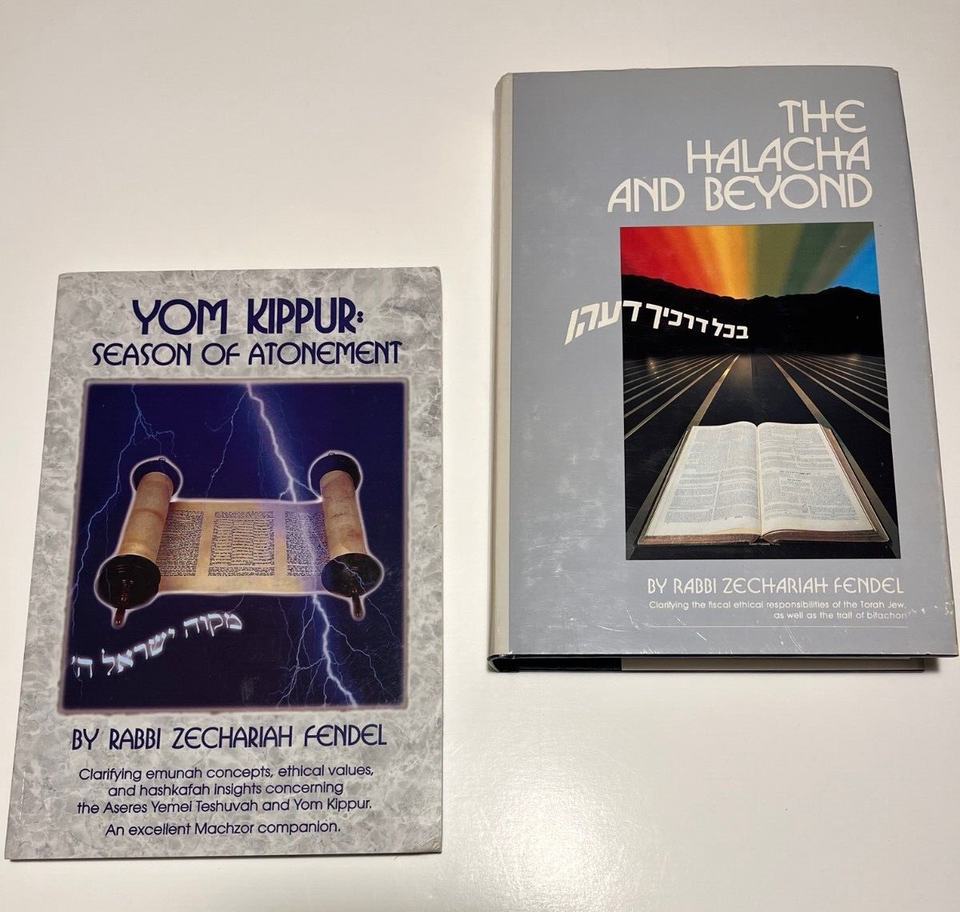 YOM KIPPUR:
SEASON OF ATONEMENT
מקוה ישראל ה'
BY RABBI ZECHARIAH FENDEL
Clarifying emunah concepts, ethical values,
and hashkafah insights concerning
the Aseres Yemei Teshuvah and Yom Kippur.
An excellent Machzor companion.
THE
HALACHA
AND BEYOND
בכל דרכיך דעהו
BY RABBI ZECHARIAH FENDEL
Clarifying the fiscal ethical responsibilities of the Torah Jew,
as well as the trait of bitachon